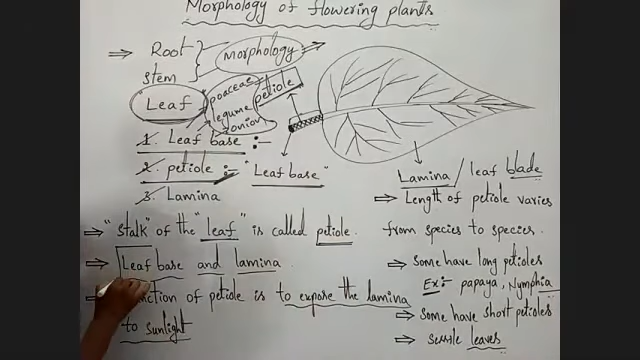 Morphology of flowering plants
⇒ Root
stem
Morphology ⇒
"Leaf"
poaceae
legume
onion
petiole
1. Leaf base :-
2. petiole :- "Leaf base"
3. Lamina
Lamina / leaf blade
⇒ "Stalk" of the "leaf" is called petiole.
⇒ Leaf base and lamina
⇒ of petiole is to expose the lamina
to sunlight
⇒ Length of petiole varies
from species to species.
⇒ some have long petioles
Ex:- papaya, Nymphia
⇒ some have short petioles
⇒ sessile leaves